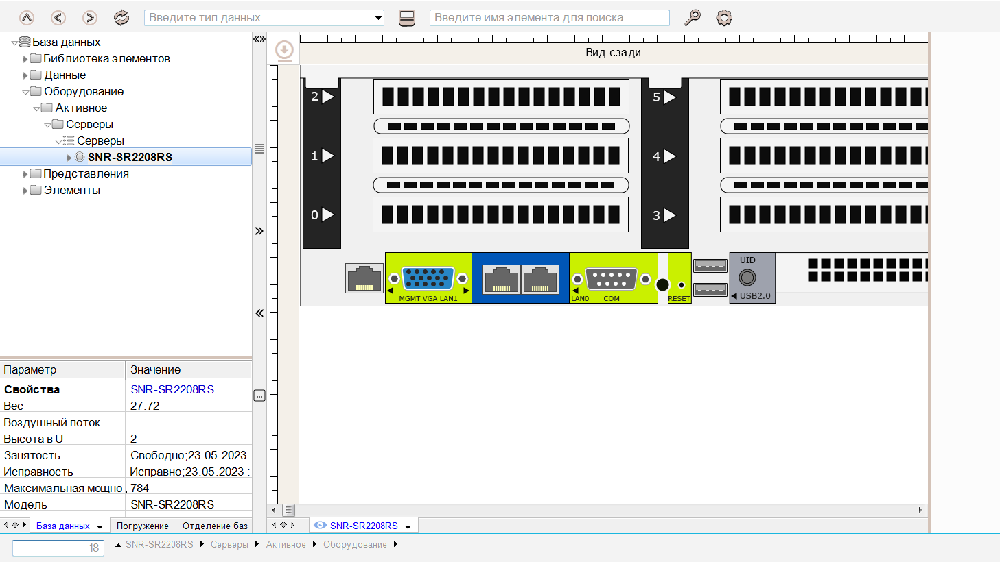 Введите тип данных
Введите имя элемента для поиска
База данных
Библиотека элементов
Данные
Оборудование
Активное
Серверы
Серверы
SNR-SR2208RS
Представления
Элементы
Вид сзади
2
5
1
4
0
3
MGMT VGA LAN1
LAN0 COM
RESET
UID
USB2.0
Параметр Значение
Свойства SNR-SR2208RS
Вес 27.72
Воздушный поток
Высота в U 2
Занятость Свободно;23.05.2023
Исправность Исправно;23.05.2023 :
Максимальная мощно.. 784
Модель SNR-SR2208RS
База данных Погружение Отделение баз
SNR-SR2208RS
18
SNR-SR2208RS Серверы Активное Оборудование